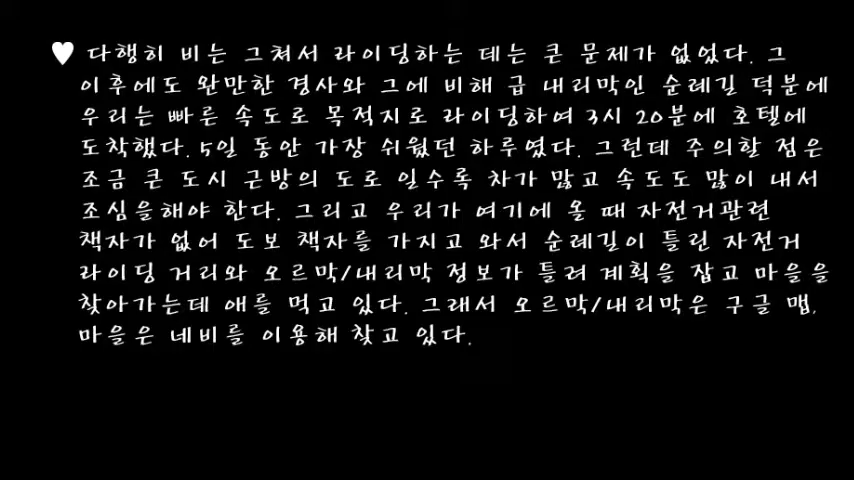 ♥ 다행히 비는 그쳐서 라이딩하는 데는 큰 문제가 없었다. 그
이후에도 완만한 경사와 그에 비해 급 내리막인 순례길 덕분에
우리는 빠른 속도로 목적지로 라이딩하여 3시 20분에 호텔에
도착했다. 5일 동안 가장 쉬웠던 하루였다. 그런데 주의할 점은
조금 큰 도시 근방의 도로 일수록 차가 많고 속도도 많이 내서
조심을해야 한다. 그리고 우리가 여기에 올 때 자전거관련
책자가 없어 도보 책자를 가지고 와서 순례길이 틀린 자전거
라이딩 거리와 오르막/내리막 정보가 틀려 계획을 잡고 마을을
찾아가는데 애를 먹고 있다. 그래서 오르막/내리막은 구글 맵,
마을은 네비를 이용해 찾고 있다.